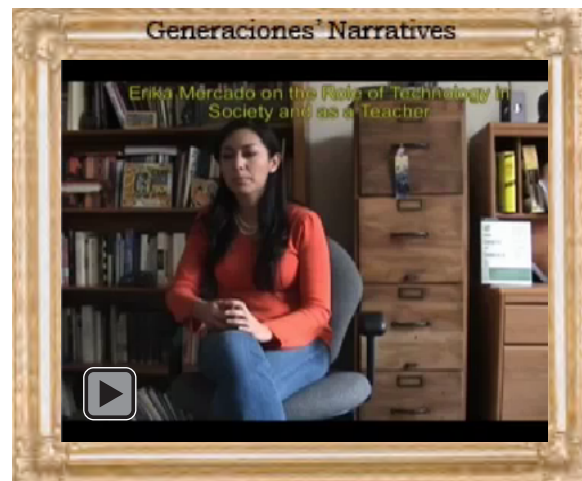 Generaciones' Narratives
Erika Mercado on the Role of Technology in
Society and as a Teacher